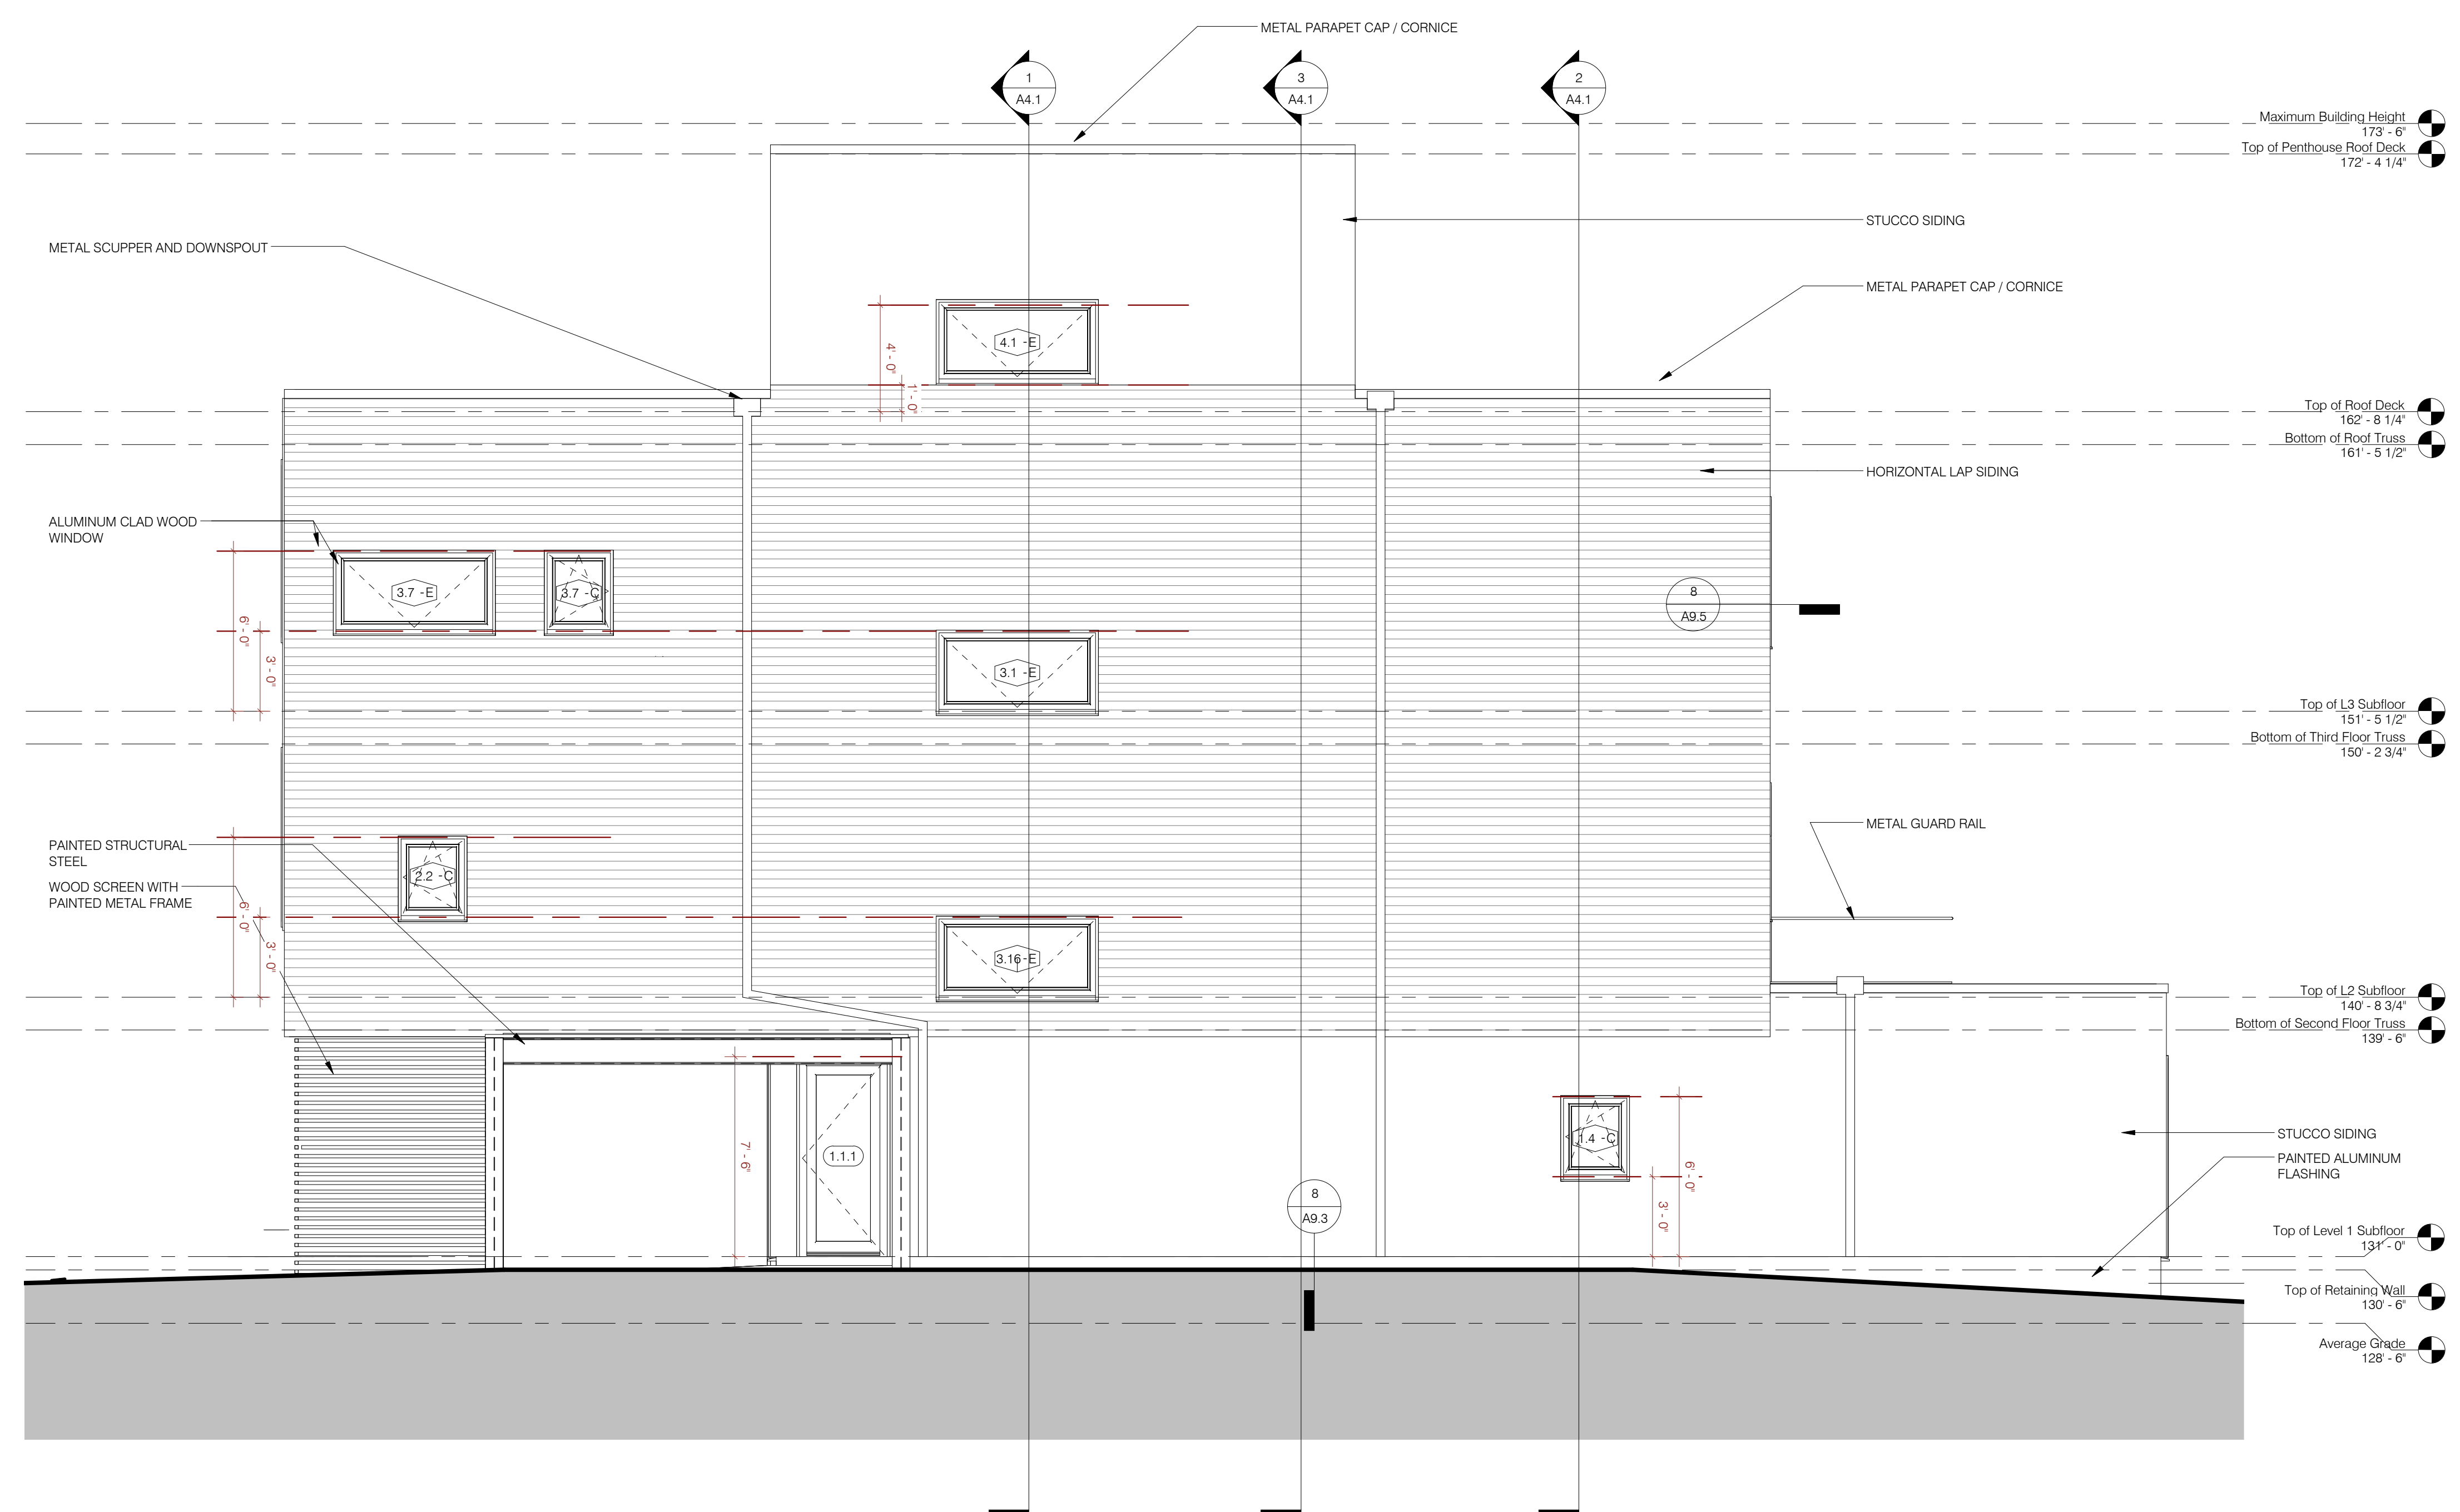 METAL PARAPET CAP / CORNICE
1
A4.1
3
A4.1
2
A4.1
Maximum Building Height
173' - 6"
Top of Penthouse Roof Deck
172' - 4 1/4"
STUCCO SIDING
METAL SCUPPER AND DOWNSPOUT
METAL PARAPET CAP / CORNICE
4.1 -E
4' - 0"
1' - 0"
Top of Roof Deck
162' - 8 1/4"
Bottom of Roof Truss
161' - 5 1/2"
HORIZONTAL LAP SIDING
ALUMINUM CLAD WOOD
WINDOW
3.7 -E
3.7 -C
8
A9.5
6' - 0"
3' - 0"
3.1 -E
Top of L3 Subfloor
151' - 5 1/2"
Bottom of Third Floor Truss
150' - 2 3/4"
METAL GUARD RAIL
PAINTED STRUCTURAL
STEEL
2.2 -C
WOOD SCREEN WITH
PAINTED METAL FRAME
6' - 0"
3' - 0"
3.16-E
Top of L2 Subfloor
140' - 8 3/4"
Bottom of Second Floor Truss
139' - 6"
7' - 6"
1.1.1
1.4 -C
6' - 0"
3' - 0"
STUCCO SIDING
PAINTED ALUMINUM
FLASHING
8
A9.3
Top of Level 1 Subfloor
131' - 0"
Top of Retaining Wall
130' - 6"
Average Grade
128' - 6"